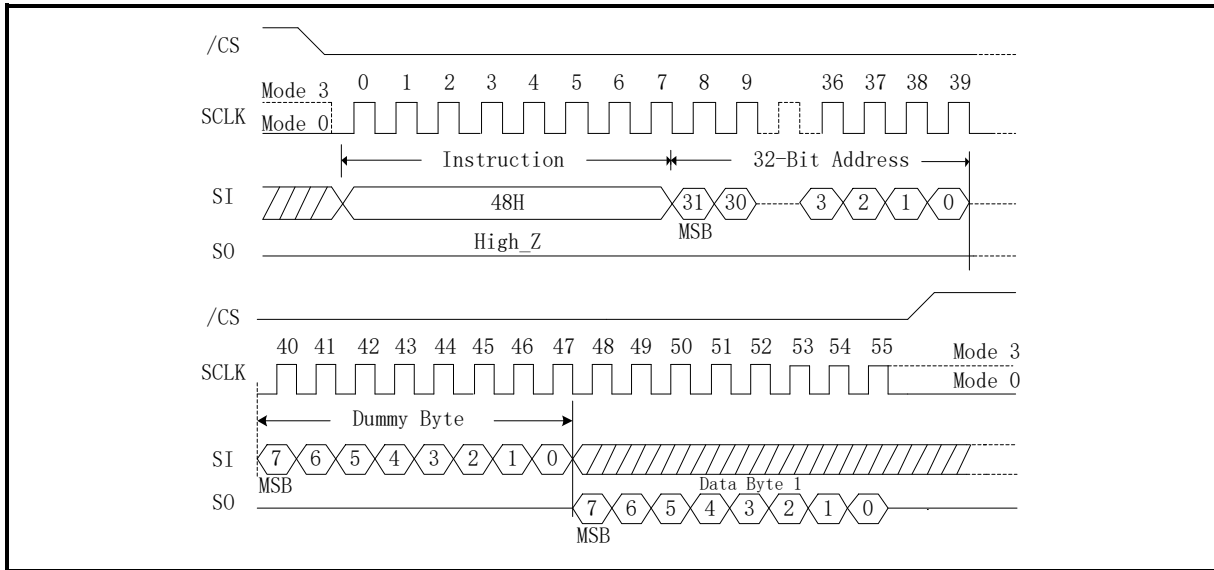 /CS
Mode 3 0 1 2 3 4 5 6 7 8 9 36 37 38 39
SCLK Mode 0
Instruction 32-Bit Address
SI 48H 31 30 3 2 1 0
MSB
High_Z
SO
/CS
40 41 42 43 44 45 46 47 48 49 50 51 52 53 54 55 Mode 3
SCLK Mode 0
Dummy Byte
SI 7 6 5 4 3 2 1 0
MSB Data Byte 1
SO 7 6 5 4 3 2 1 0
MSB